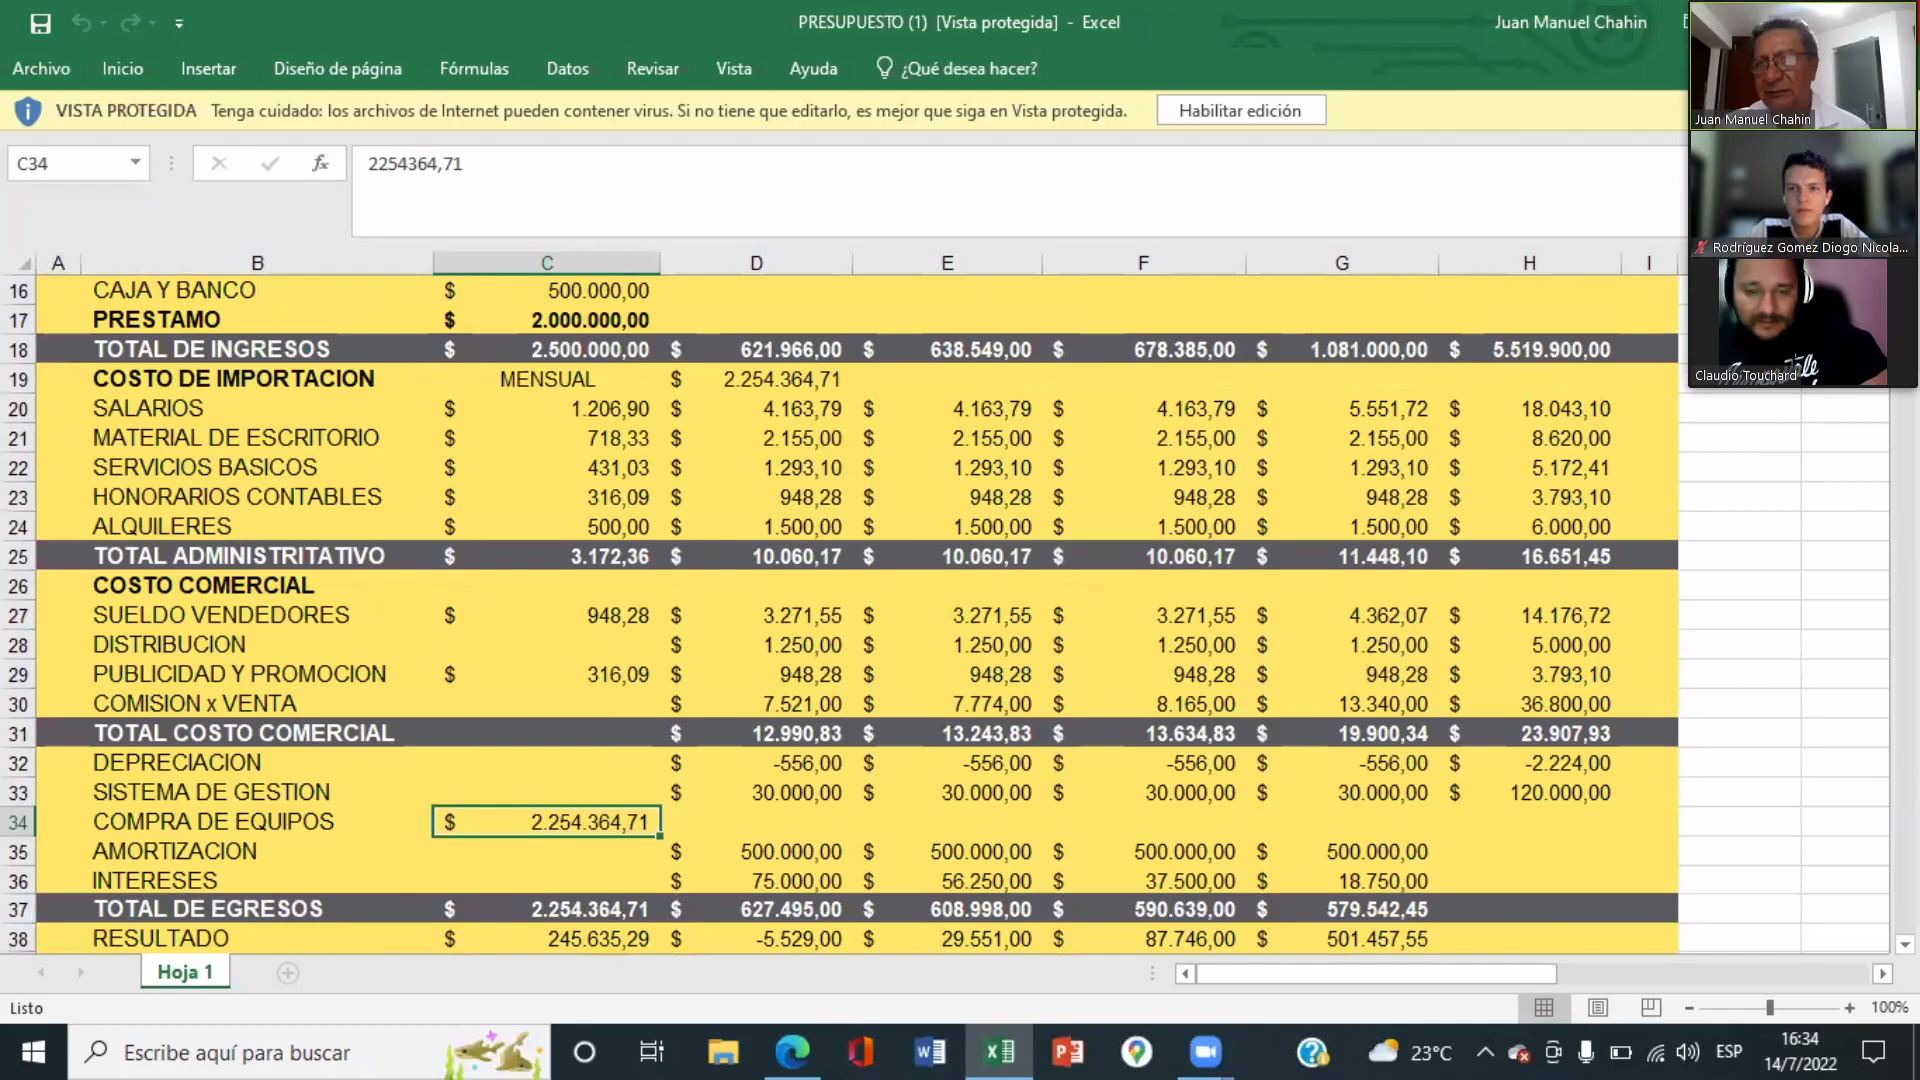 PRESUPUESTO (1) [Vista protegida] - Excel
Juan Manuel Chahin
Archivo Inicio Insertar Diseño de página Fórmulas Datos Revisar Vista Ayuda ¿Qué desea hacer?
VISTA PROTEGIDA Tenga cuidado: los archivos de Internet pueden contener virus. Si no tiene que editarlo, es mejor que siga en Vista protegida. Habilitar edición
C34 fx 2254364,71
A B C D E F G H I
16 CAJA Y BANCO $ 500.000,00
17 PRESTAMO $ 2.000.000,00
18 TOTAL DE INGRESOS $ 2.500.000,00 $ 621.966,00 $ 638.549,00 $ 678.385,00 $ 1.081.000,00 $ 5.519.900,00
19 COSTO DE IMPORTACION MENSUAL $ 2.254.364,71
20 SALARIOS $ 1.206,90 $ 4.163,79 $ 4.163,79 $ 4.163,79 $ 5.551,72 $ 18.043,10
21 MATERIAL DE ESCRITORIO $ 718,33 $ 2.155,00 $ 2.155,00 $ 2.155,00 $ 2.155,00 $ 8.620,00
22 SERVICIOS BASICOS $ 431,03 $ 1.293,10 $ 1.293,10 $ 1.293,10 $ 1.293,10 $ 5.172,41
23 HONORARIOS CONTABLES $ 316,09 $ 948,28 $ 948,28 $ 948,28 $ 948,28 $ 3.793,10
24 ALQUILERES $ 500,00 $ 1.500,00 $ 1.500,00 $ 1.500,00 $ 1.500,00 $ 6.000,00
25 TOTAL ADMINISTRITATIVO $ 3.172,36 $ 10.060,17 $ 10.060,17 $ 10.060,17 $ 11.448,10 $ 16.651,45
26 COSTO COMERCIAL
27 SUELDO VENDEDORES $ 948,28 $ 3.271,55 $ 3.271,55 $ 3.271,55 $ 4.362,07 $ 14.176,72
28 DISTRIBUCION $ 1.250,00 $ 1.250,00 $ 1.250,00 $ 1.250,00 $ 5.000,00
29 PUBLICIDAD Y PROMOCION $ 316,09 $ 948,28 $ 948,28 $ 948,28 $ 948,28 $ 3.793,10
30 COMISION x VENTA $ 7.521,00 $ 7.774,00 $ 8.165,00 $ 13.340,00 $ 36.800,00
31 TOTAL COSTO COMERCIAL $ 12.990,83 $ 13.243,83 $ 13.634,83 $ 19.900,34 $ 23.907,93
32 DEPRECIACION $ -556,00 $ -556,00 $ -556,00 $ -556,00 $ -2.224,00
33 SISTEMA DE GESTION $ 30.000,00 $ 30.000,00 $ 30.000,00 $ 30.000,00 $ 120.000,00
34 COMPRA DE EQUIPOS $ 2.254.364,71
35 AMORTIZACION $ 500.000,00 $ 500.000,00 $ 500.000,00 $ 500.000,00
36 INTERESES $ 75.000,00 $ 56.250,00 $ 37.500,00 $ 18.750,00
37 TOTAL DE EGRESOS $ 2.254.364,71 $ 627.495,00 $ 608.998,00 $ 590.639,00 $ 579.542,45
38 RESULTADO $ 245.635,29 $ -5.529,00 $ 29.551,00 $ 87.746,00 $ 501.457,55
Juan Manuel Chahin
Rodríguez Gomez Diogo Nicola...
Claudio Touchard
Hoja 1
Listo
100%
Escribe aquí para buscar
23°C
ESP
16:34
14/7/2022